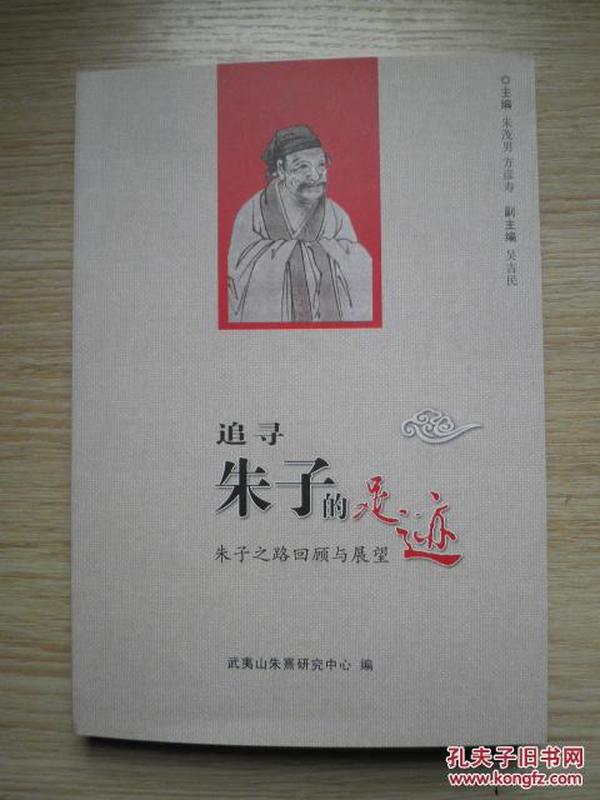 ◎主编 朱茂男 方彦寿 副主编 吴吉民
追寻
朱子的足迹
朱子之路回顾与展望
武夷山朱熹研究中心 编
孔夫子旧书网
www.kongfz.com